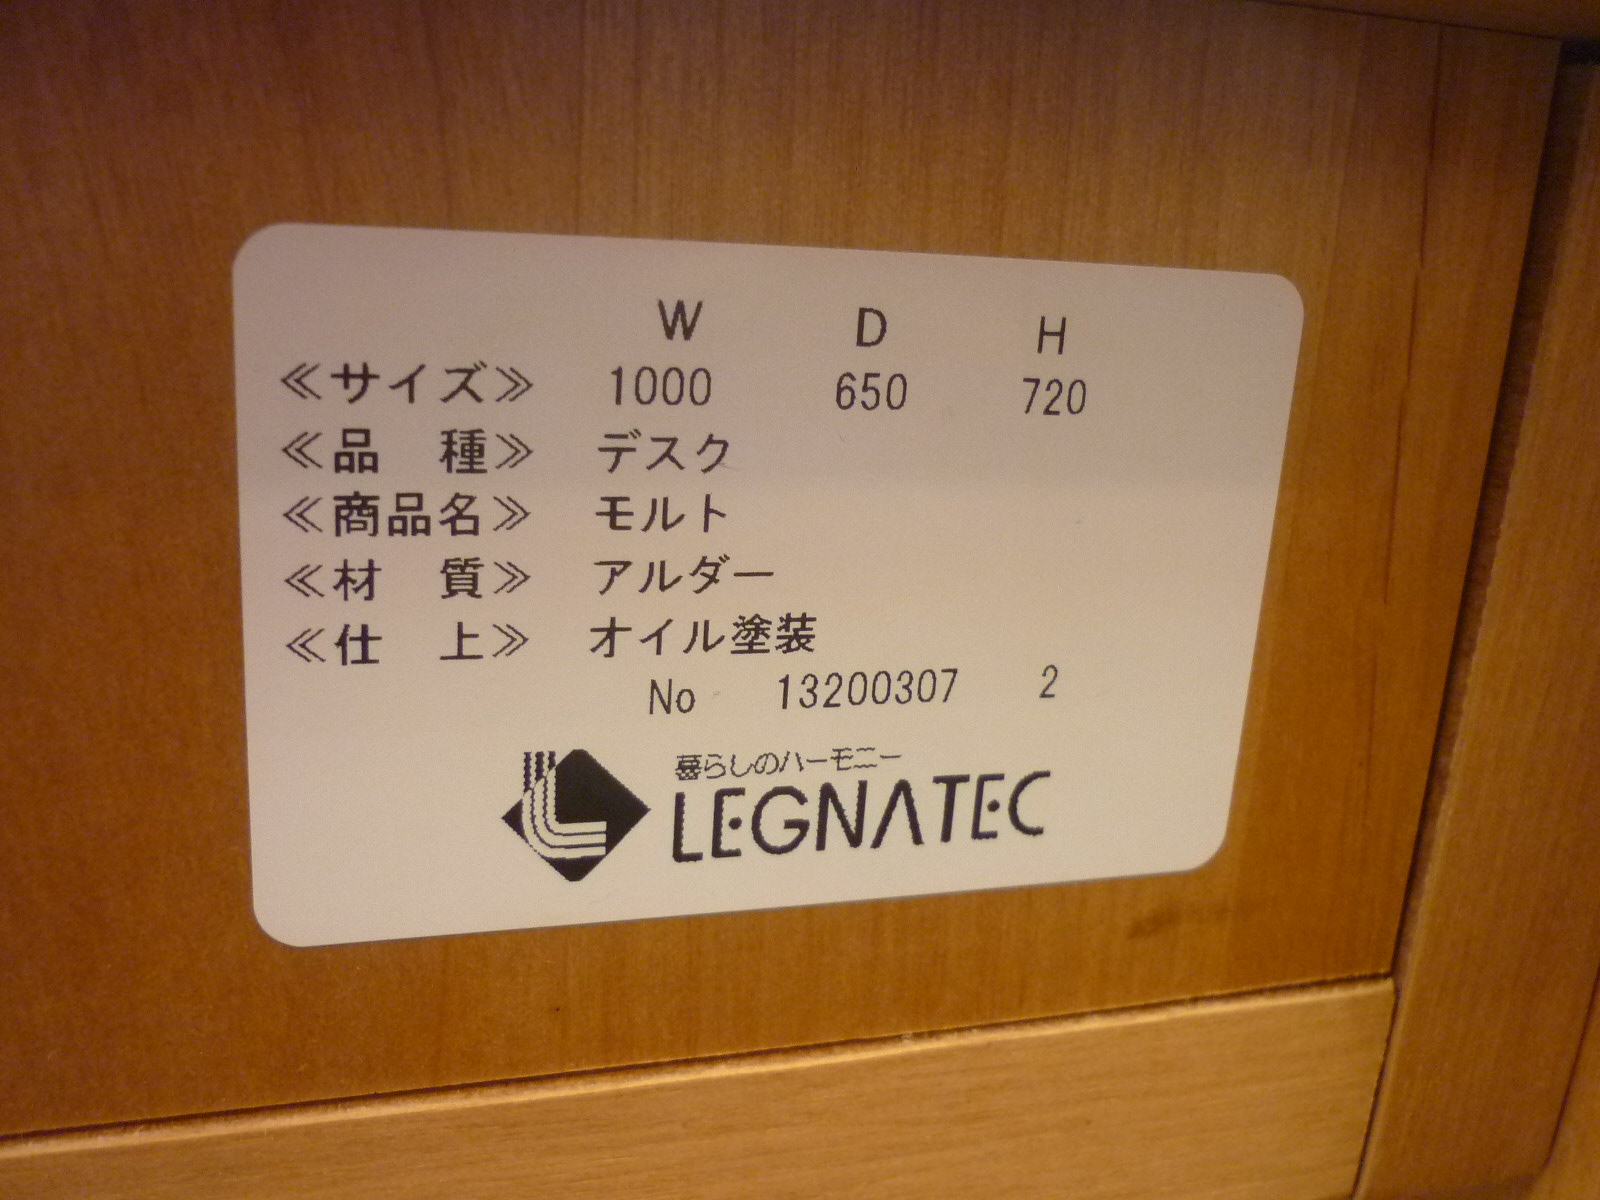 W D H
≪サイズ≫ 1000 650 720
≪品　種≫ デスク
≪商品名≫ モルト
≪材　質≫ アルダー
≪仕　上≫ オイル塗装
No 13200307 2
暮らしのハーモニー
LEGNATEC